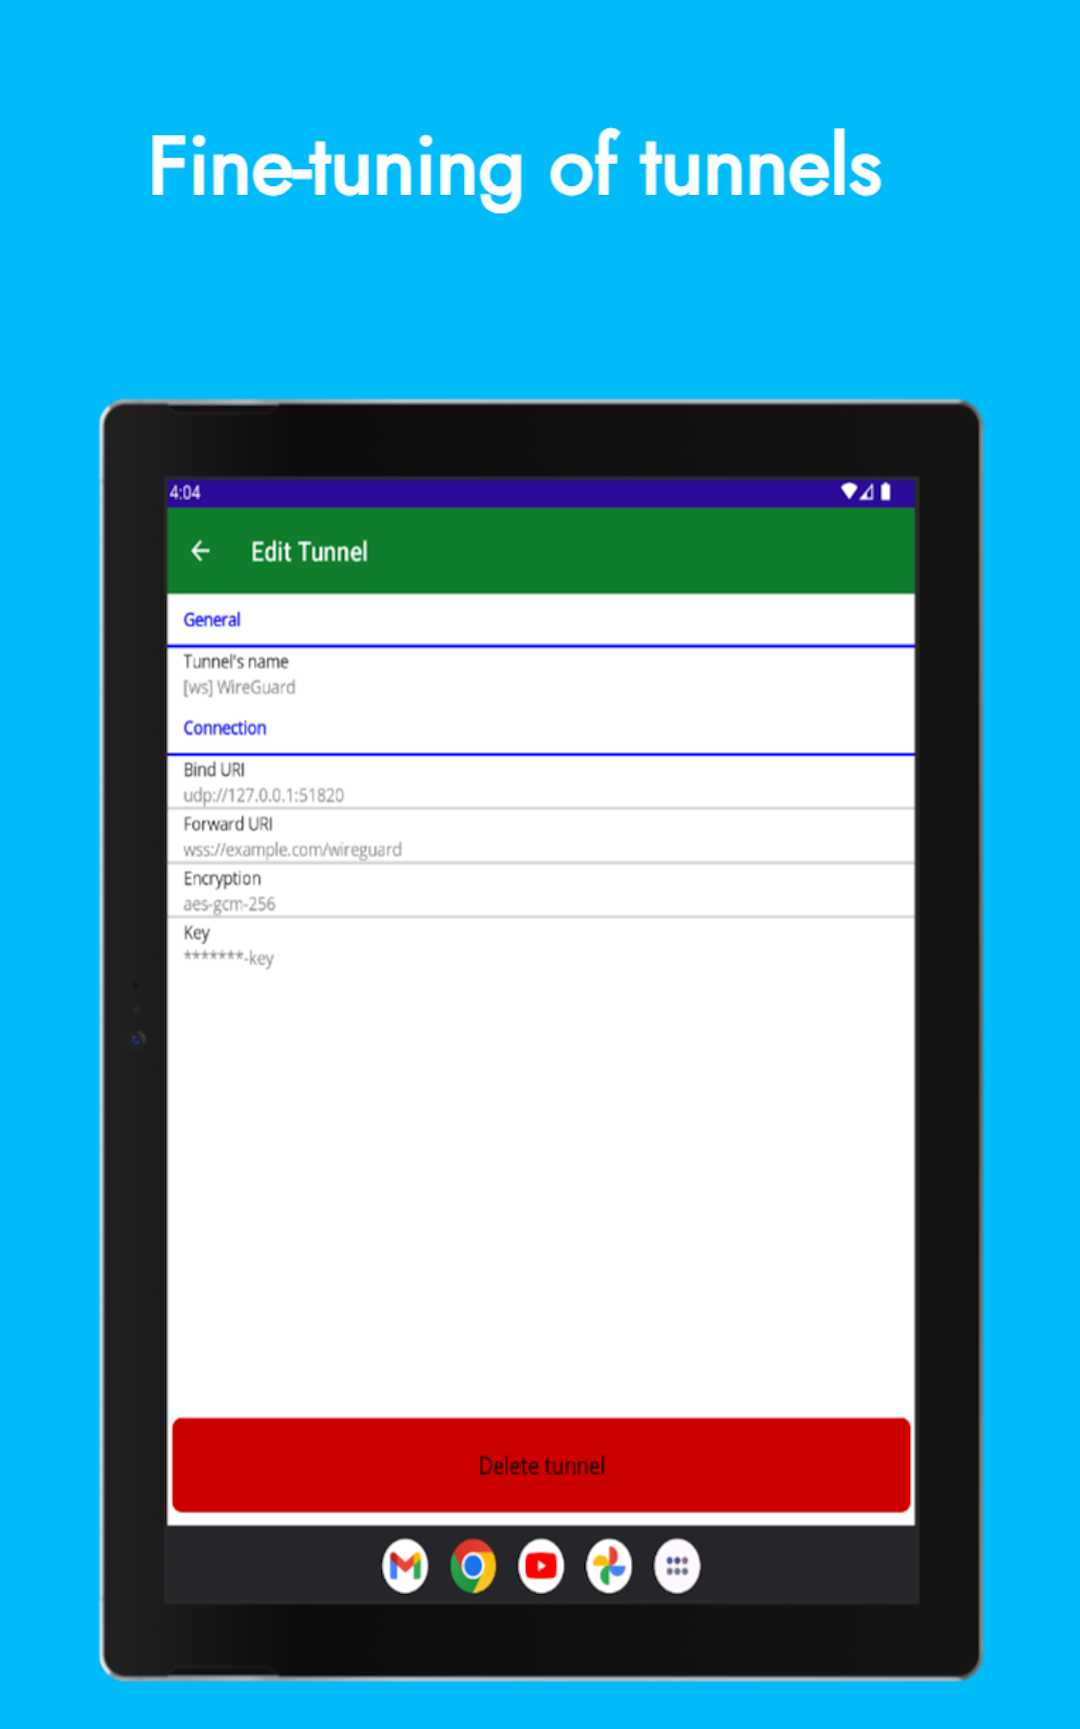 Fine-tuning of tunnels
4:04
Edit Tunnel
General
Tunnel's name
[ws] WireGuard
Connection
Bind URI
udp://127.0.0.1:51820
Forward URI
wss://example.com/wireguard
Encryption
aes-gcm-256
Key
*******-key
Delete tunnel